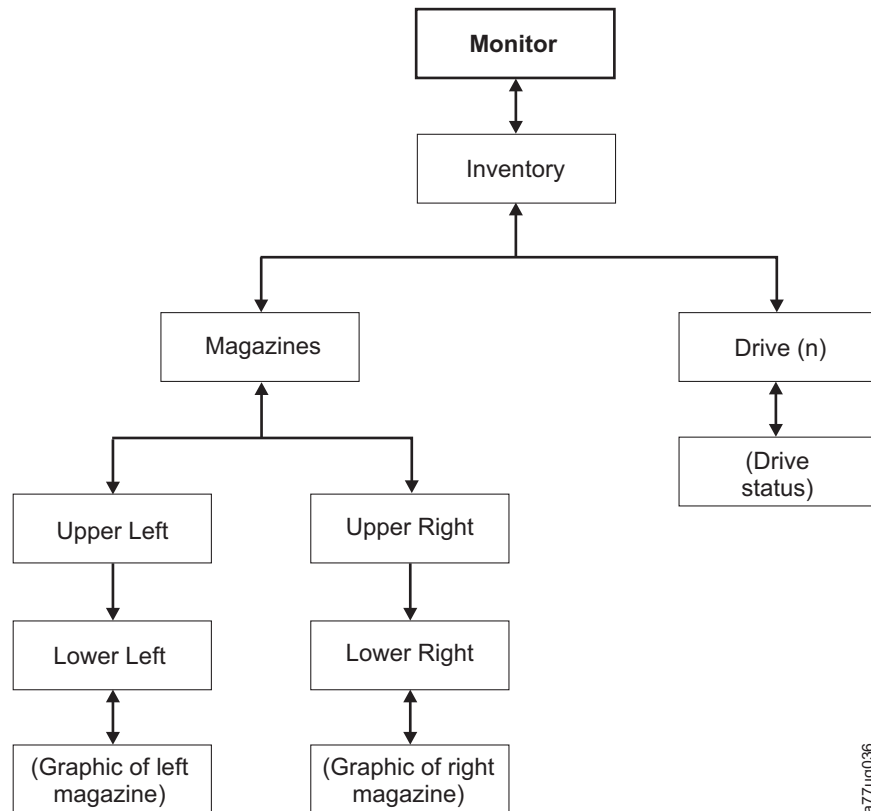 Monitor
Inventory
Magazines
Drive (n)
(Drive
status)
Upper Left
Upper Right
Lower Left
Lower Right
(Graphic of left
magazine)
(Graphic of right
magazine)
a77ug036